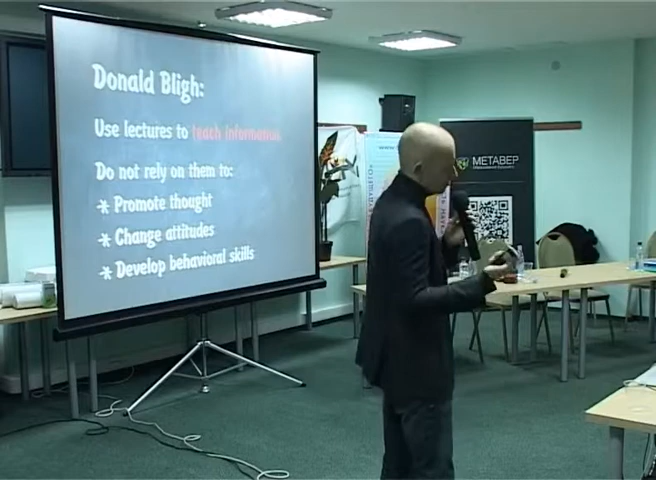 Donald Bligh:
Use lectures to teach information
Do not rely on them to:
* Promote thought
* Change attitudes
* Develop behavioral skills
МЕТАВЕР